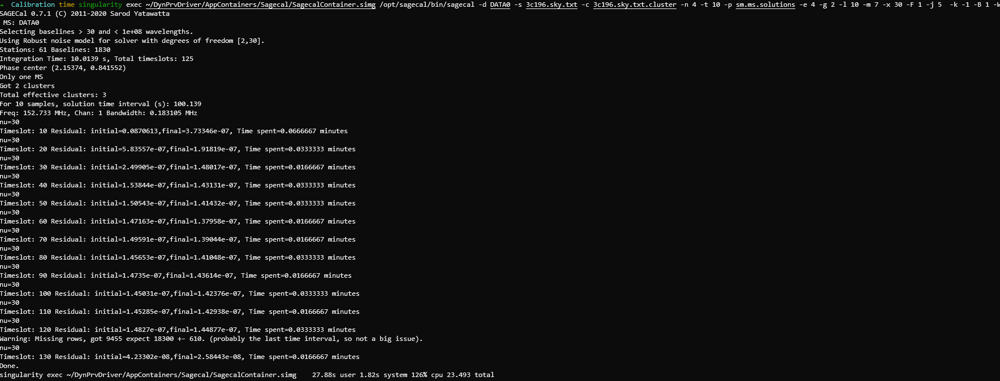 → Calibration time singularity exec ~/DynPrvDriver/AppContainers/Sagecal/SagecalContainer.simg /opt/sagecal/bin/sagecal -d DATA0 -s 3c196.sky.txt -c 3c196.sky.txt.cluster -n 4 -t 10 -p sm.ms.solutions -e 4 -g 2 -l 10 -m 7 -x 30 -F 1 -j 5  -k -1 -B 1 -W
SAGECal 0.7.1 (C) 2011-2020 Sarod Yatawatta
 MS: DATA0
Selecting baselines > 30 and < 1e+08 wavelengths.
Using Robust noise model for solver with degrees of freedom [2,30].
Stations: 61 Baselines: 1830
Integration Time: 10.0139 s, Total timeslots: 125
Phase center (2.15374, 0.841552)
Only one MS
Got 2 clusters
Total effective clusters: 3
For 10 samples, solution time interval (s): 100.139
Freq: 152.733 MHz, Chan: 1 Bandwidth: 0.183105 MHz
nu=30
Timeslot: 10 Residual: initial=0.0870613,final=3.73346e-07, Time spent=0.0666667 minutes
nu=30
Timeslot: 20 Residual: initial=5.83557e-07,final=1.91819e-07, Time spent=0.0333333 minutes
nu=30
Timeslot: 30 Residual: initial=2.49905e-07,final=1.48017e-07, Time spent=0.0166667 minutes
nu=30
Timeslot: 40 Residual: initial=1.53844e-07,final=1.43131e-07, Time spent=0.0333333 minutes
nu=30
Timeslot: 50 Residual: initial=1.50543e-07,final=1.41432e-07, Time spent=0.0333333 minutes
nu=30
Timeslot: 60 Residual: initial=1.47163e-07,final=1.37958e-07, Time spent=0.0166667 minutes
nu=30
Timeslot: 70 Residual: initial=1.49591e-07,final=1.39044e-07, Time spent=0.0166667 minutes
nu=30
Timeslot: 80 Residual: initial=1.45653e-07,final=1.41048e-07, Time spent=0.0333333 minutes
nu=30
Timeslot: 90 Residual: initial=1.4735e-07,final=1.43614e-07, Time spent=0.0166667 minutes
nu=30
Timeslot: 100 Residual: initial=1.45031e-07,final=1.42376e-07, Time spent=0.0333333 minutes
nu=30
Timeslot: 110 Residual: initial=1.45285e-07,final=1.42938e-07, Time spent=0.0166667 minutes
nu=30
Timeslot: 120 Residual: initial=1.4827e-07,final=1.44877e-07, Time spent=0.0333333 minutes
Warning: Missing rows, got 9455 expect 18300 +- 610. (probably the last time interval, so not a big issue).
nu=30
Timeslot: 130 Residual: initial=4.23302e-08,final=2.58443e-08, Time spent=0.0166667 minutes
Done.
singularity exec ~/DynPrvDriver/AppContainers/Sagecal/SagecalContainer.simg    27.88s user 1.82s system 126% cpu 23.493 total